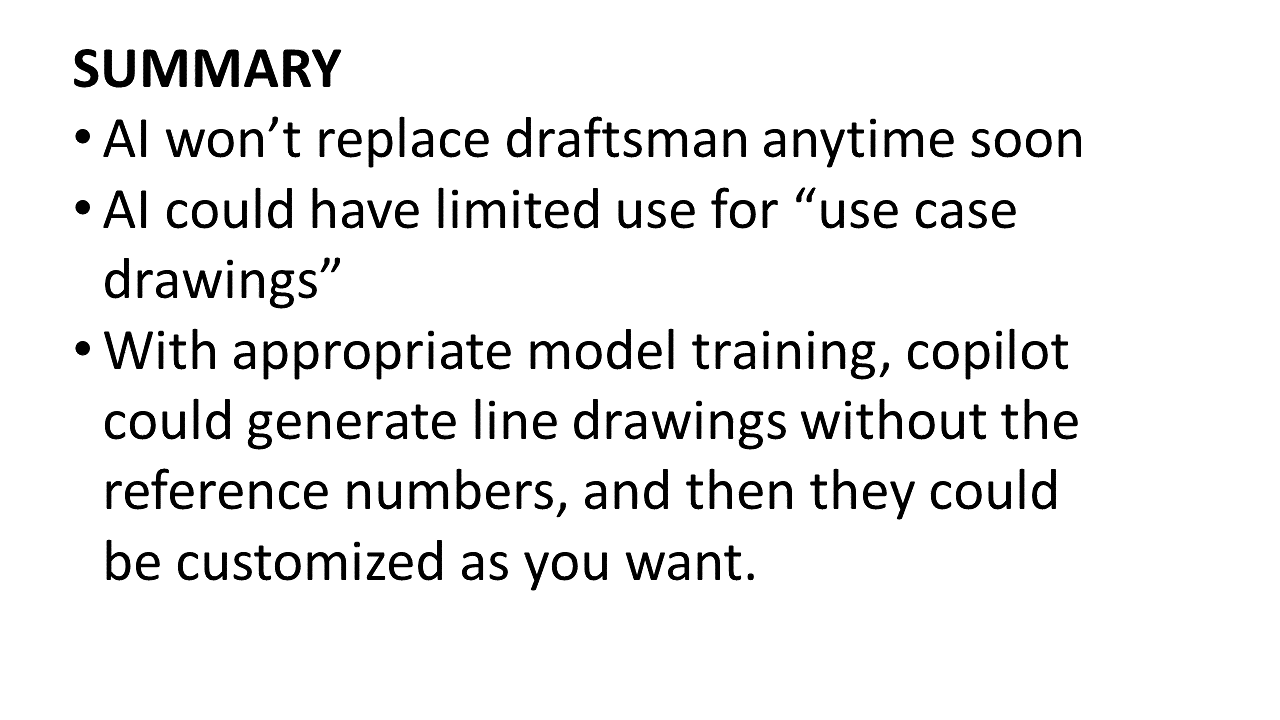 SUMMARY
• AI won’t replace draftsman anytime soon
• AI could have limited use for “use case
drawings”
• With appropriate model training, copilot
could generate line drawings without the
reference numbers, and then they could
be customized as you want.